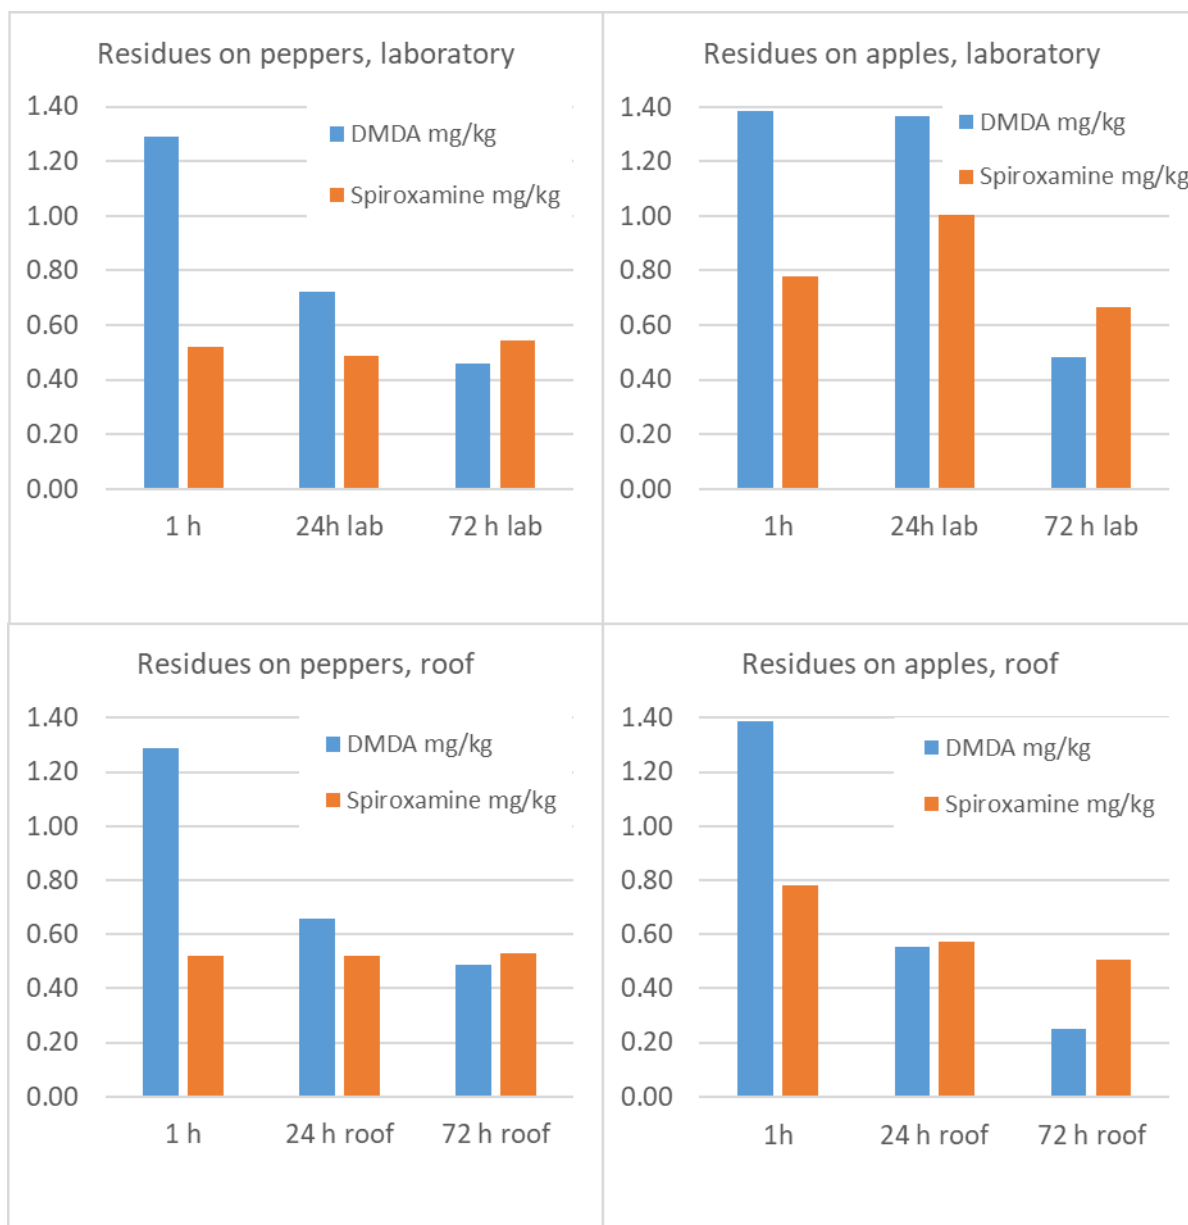 Residues on peppers, laboratory
1.40
1.20
1.00
0.80
0.60
0.40
0.20
0.00
DMDA mg/kg
Spiroxamine mg/kg
1 h 24h lab 72 h lab
Residues on apples, laboratory
1.40
1.20
1.00
0.80
0.60
0.40
0.20
0.00
DMDA mg/kg
Spiroxamine mg/kg
1h 24h lab 72 h lab
Residues on peppers, roof
1.40
1.20
1.00
0.80
0.60
0.40
0.20
0.00
DMDA mg/kg
Spiroxamine mg/kg
1 h 24 h roof 72 h roof
Residues on apples, roof
1.40
1.20
1.00
0.80
0.60
0.40
0.20
0.00
DMDA mg/kg
Spiroxamine mg/kg
1h 24 h roof 72 h roof